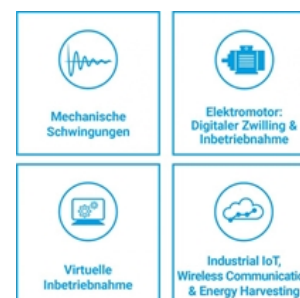 Mechanische
Schwingungen
Elektromotor:
Digitaler Zwilling &
Inbetriebnahme
Virtuelle
Inbetriebnahme
Industrial IoT,
Wireless Communicatio
& Energy Harvesting